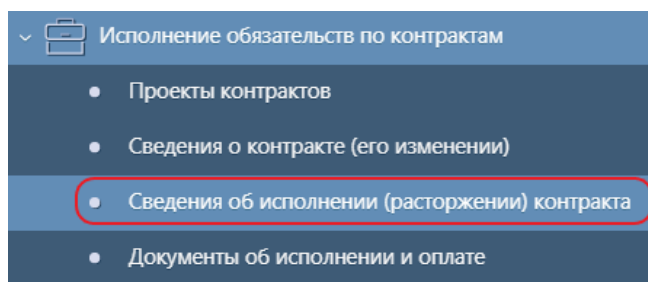 Исполнение обязательств по контрактам
Проекты контрактов
Сведения о контракте (его изменении)
Сведения об исполнении (расторжении) контракта
Документы об исполнении и оплате